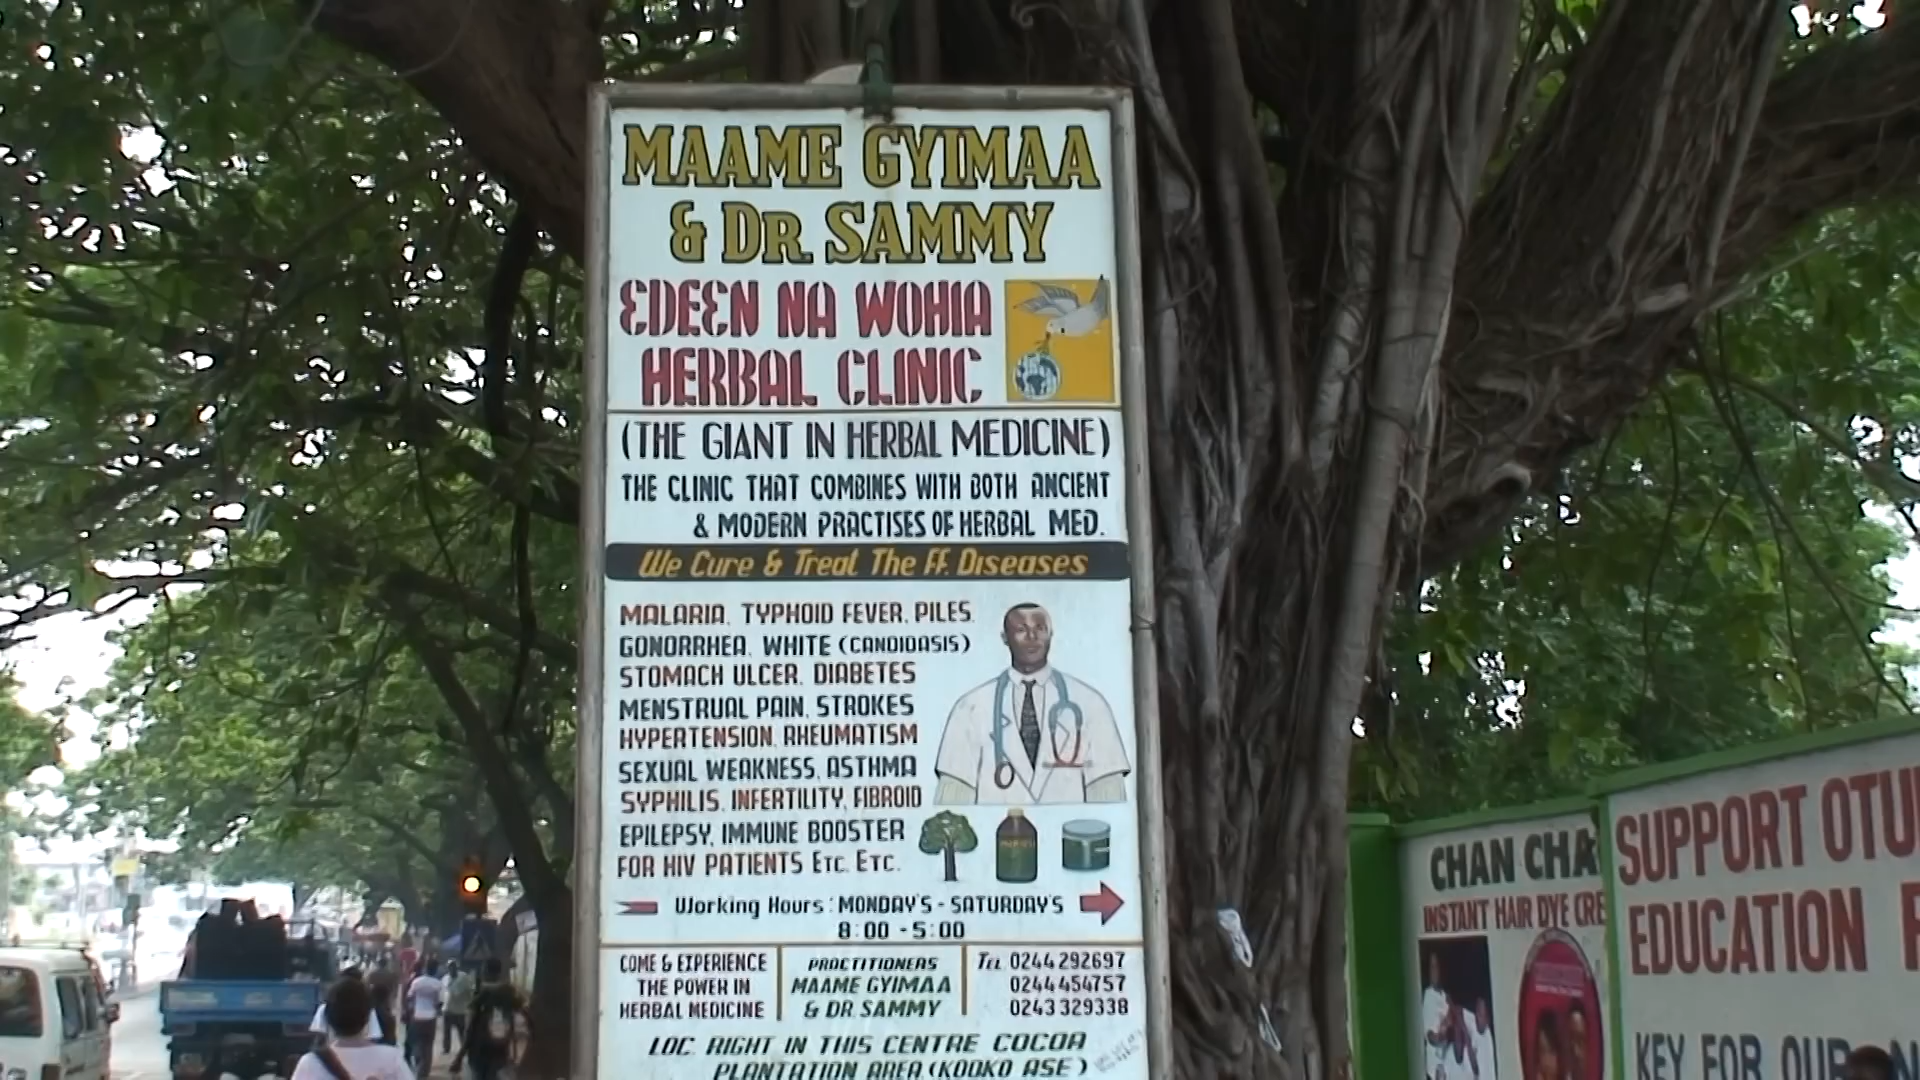 MAAME GYIMAA
& DR. SAMMY
ƐDEƐN NA WOHIA
HERBAL CLINIC
(THE GIANT IN HERBAL MEDICINE)
THE CLINIC THAT COMBINES WITH BOTH ANCIENT
& MODERN PRACTISES OF HERBAL MED.
We Cure & Treat The FF. Diseases
MALARIA, TYPHOID FEVER, PILES,
GONORRHEA, WHITE (CANDIDASIS)
STOMACH ULCER, DIABETES
MENSTRUAL PAIN, STROKES
HYPERTENSION, RHEUMATISM
SEXUAL WEAKNESS, ASTHMA
SYPHILIS, INFERTILITY, FIBROID
EPILEPSY, IMMUNE BOOSTER
FOR HIV PATIENTS ETC. ETC.
Working Hours: MONDAY'S - SATURDAY'S
8:00 - 5:00
COME & EXPERIENCE
THE POWER IN
HERBAL MEDICINE
PRACTITIONERS
MAAME GYIMAA
& DR SAMMY
TEL 0244292697
0244454757
0243329338
LOC. RIGHT IN THIS CENTRE COCOA
PLANTATION AREA (KOOKO ASE)
CHAN CHA
INSTANT HAIR DYE CRE
SUPPORT OTU
EDUCATION
KEY FOR OUR